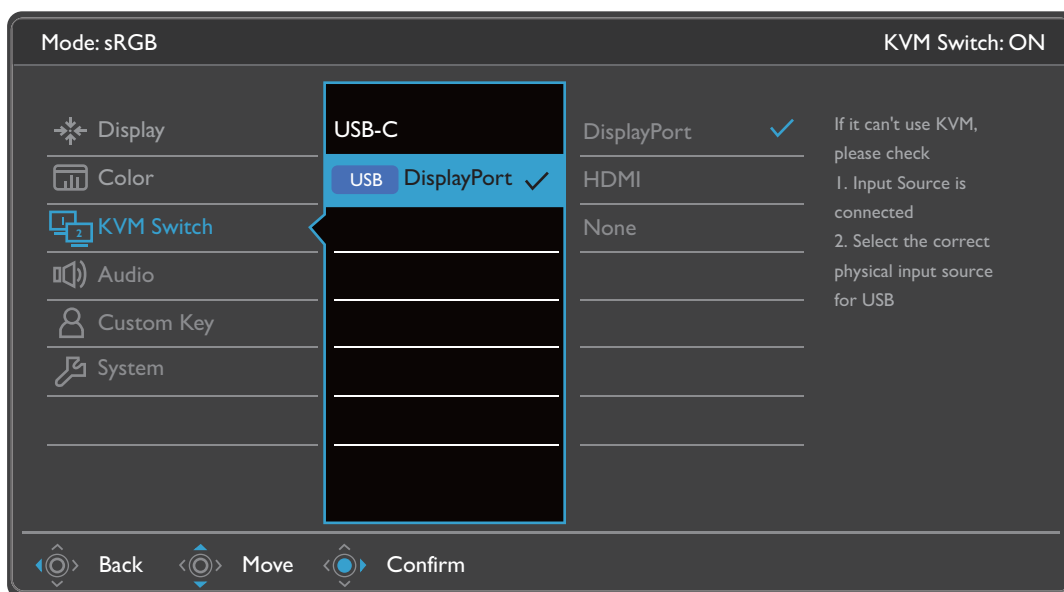 Mode: sRGB
KVM Switch: ON
Display
Color
KVM Switch
1
2
Audio
Custom Key
System
USB-C
USB DisplayPort
DisplayPort
HDMI
None
If it can't use KVM,
please check
1. Input Source is
connected
2. Select the correct
physical input source
for USB
Back
Move
Confirm